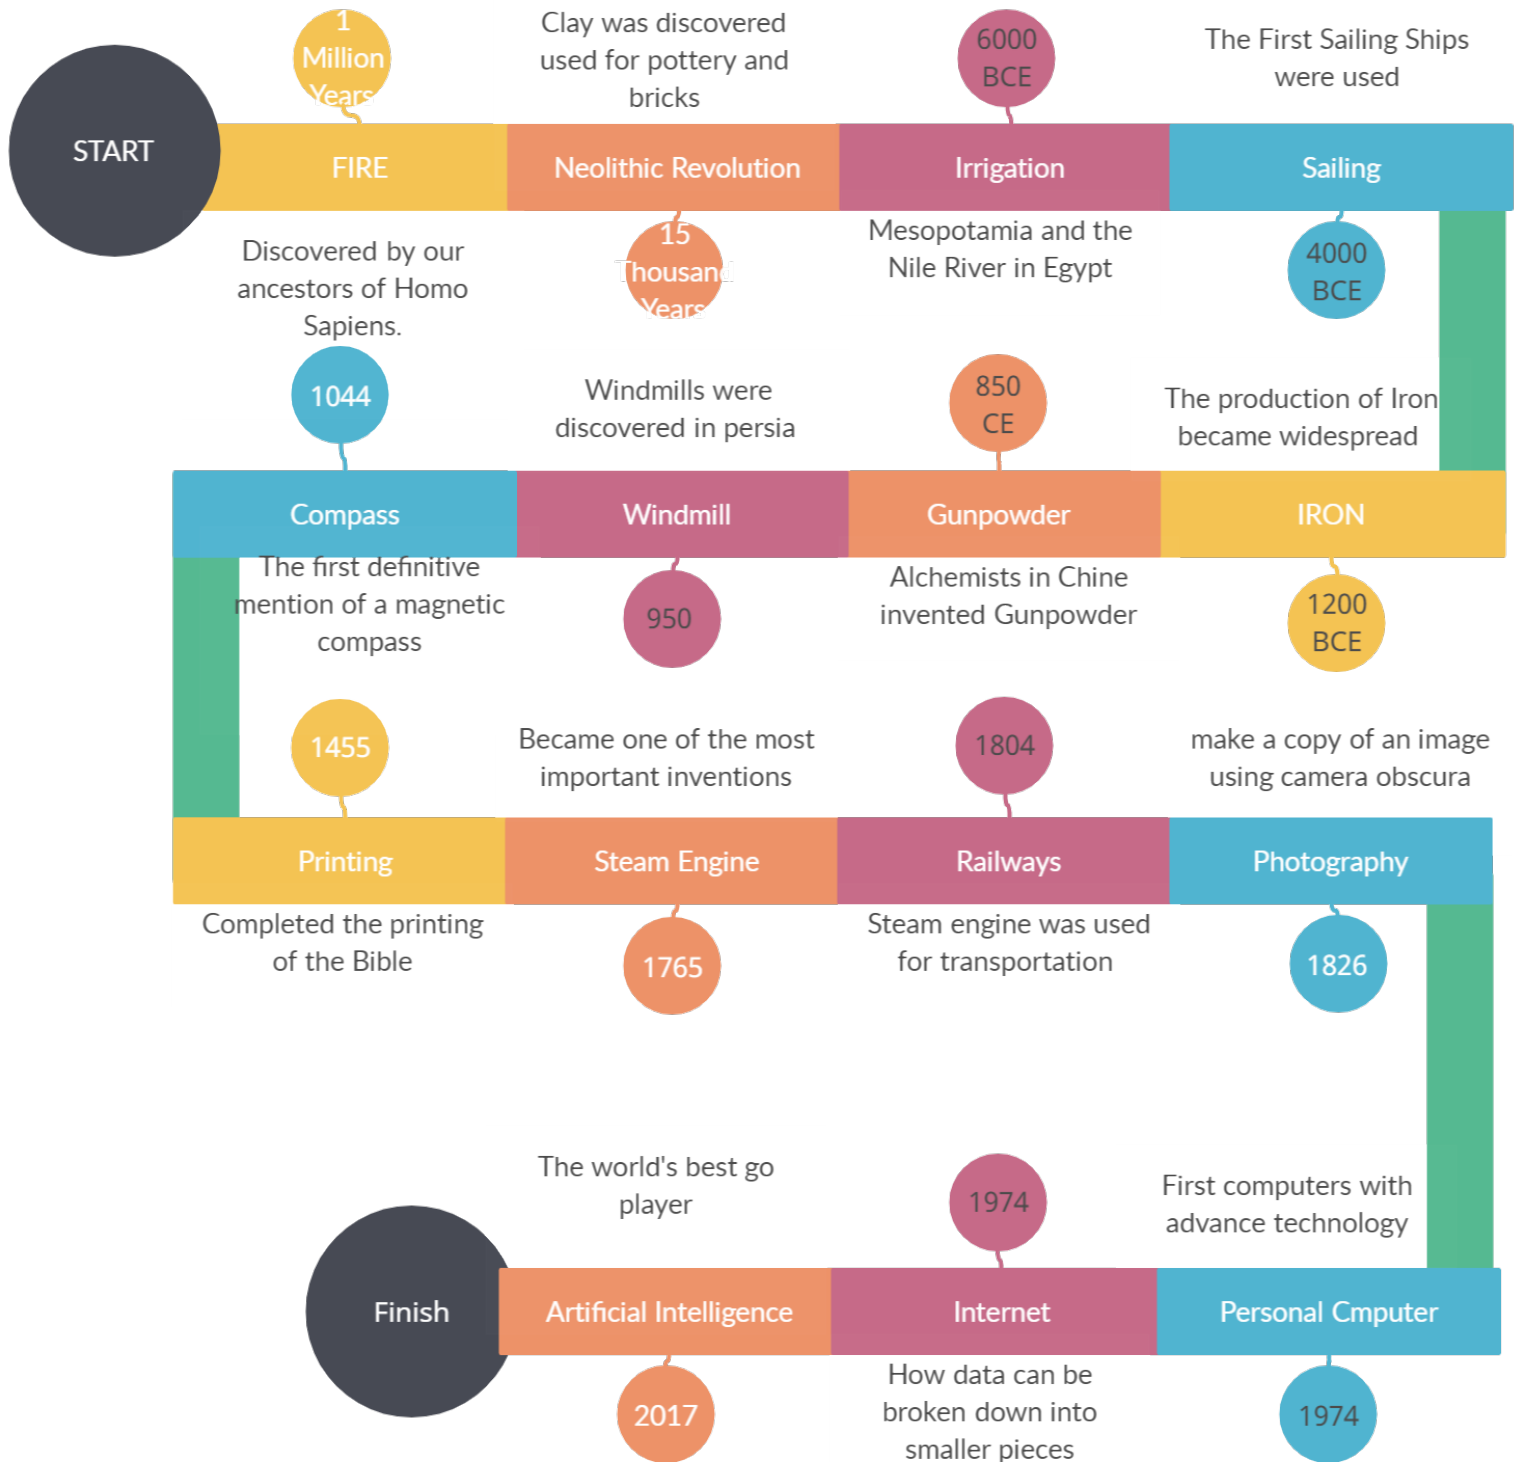 1
Million
Years
Clay was discovered
used for pottery and
bricks
6000
BCE
The First Sailing Ships
were used
START
FIRE
Neolithic Revolution
Irrigation
Sailing
Discovered by our
ancestors of Homo
Sapiens.
15
Thousand
Years
Mesopotamia and the
Nile River in Egypt
4000
BCE
1044
Windmills were
discovered in persia
850
CE
The production of Iron
became widespread
Compass
Windmill
Gunpowder
IRON
The first definitive
mention of a magnetic
compass
950
Alchemists in Chine
invented Gunpowder
1200
BCE
1455
Became one of the most
important inventions
1804
make a copy of an image
using camera obscura
Printing
Steam Engine
Railways
Photography
Completed the printing
of the Bible
1765
Steam engine was used
for transportation
1826
The world's best go
player
1974
First computers with
advance technology
Finish
Artificial Intelligence
Internet
Personal Cmputer
2017
How data can be
broken down into
smaller pieces
1974